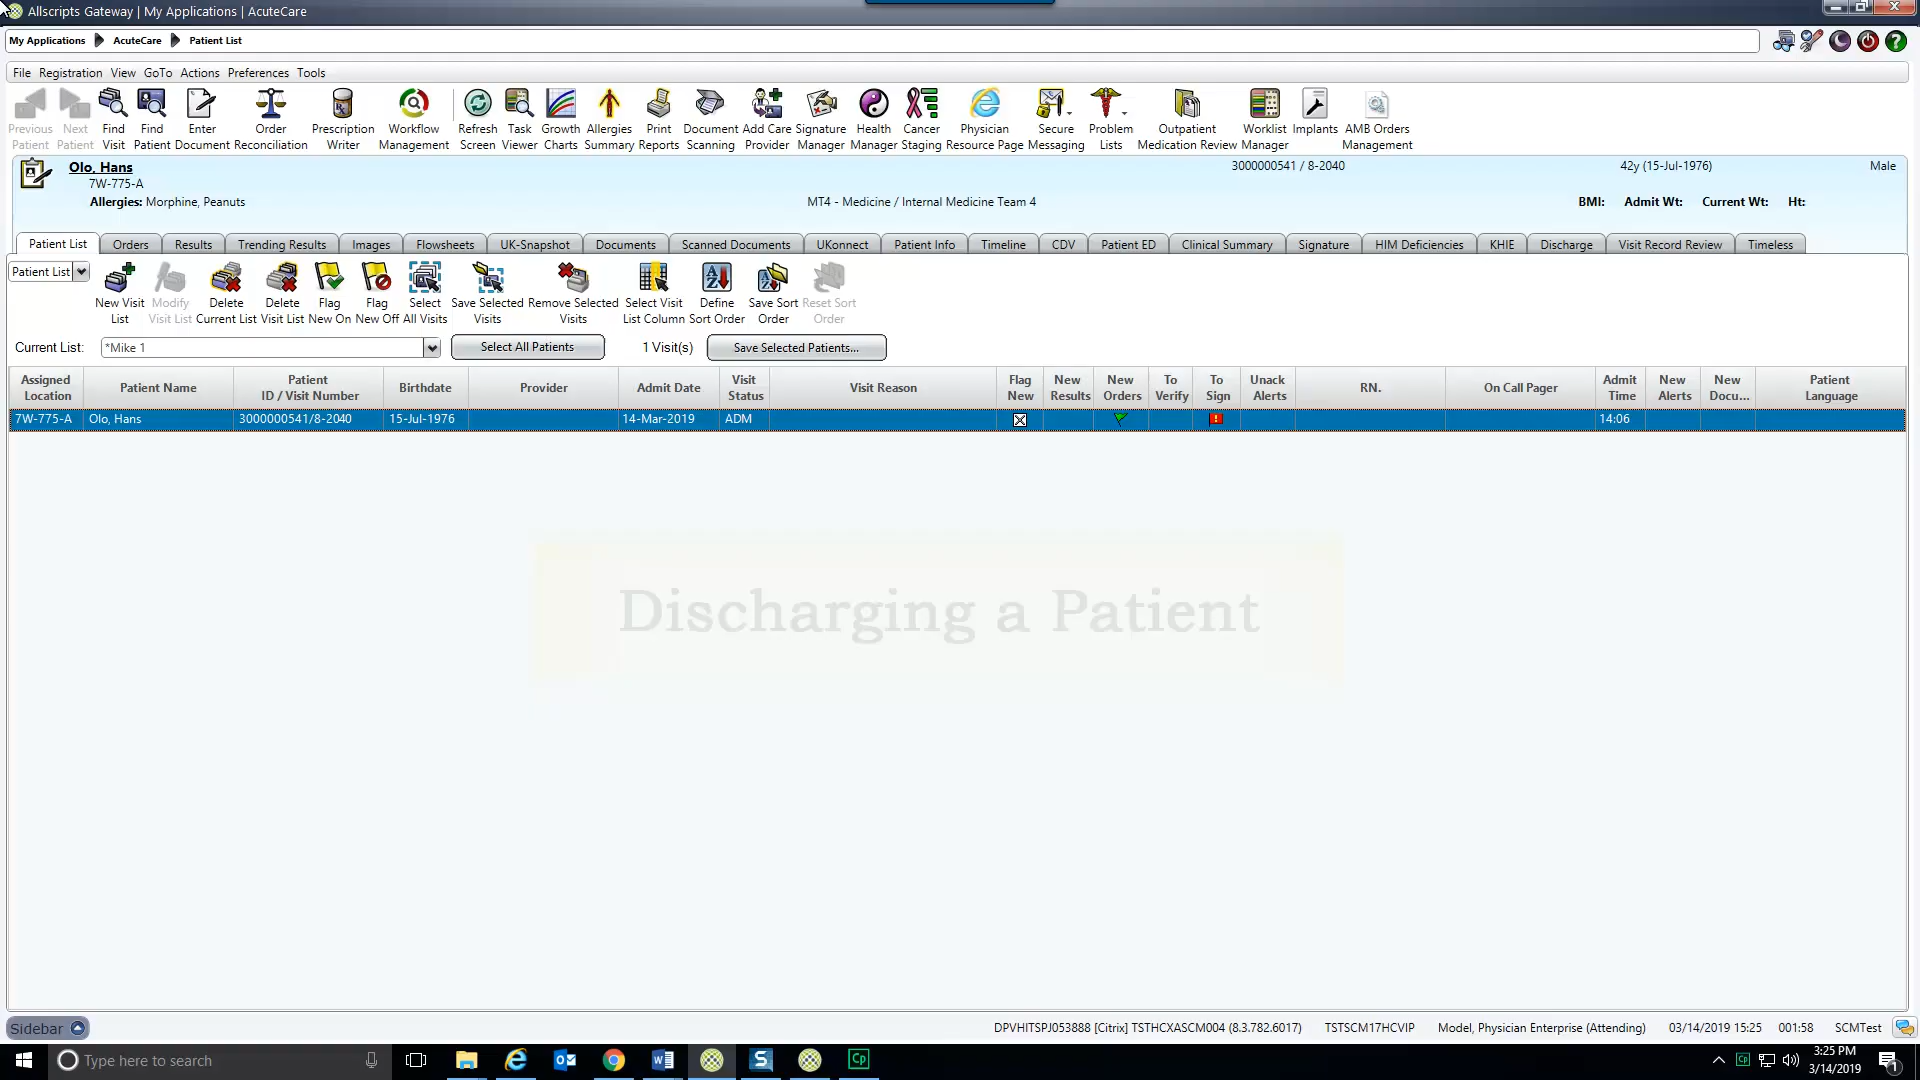 Allscripts Gateway | My Applications | AcuteCare
My Applications AcuteCare Patient List
File Registration View GoTo Actions Preferences Tools
Previous Patient
Next Patient
Find Visit
Find Patient
Enter Document
Order Reconciliation
Prescription Writer
Workflow Management
Refresh Screen
Task Viewer
Growth Charts
Allergies Summary
Print Reports
Document Scanning
Add Care Provider
Signature Manager
Health Manager
Cancer Staging
Physician Resource Page
Secure Messaging
Problem Lists
Outpatient Medication Review
Worklist Manager
Implants
AMB Orders Management
Olo, Hans 3000000541 / 8-2040 42y (15-Jul-1976) Male
7W-775-A
Allergies: Morphine, Peanuts MT4 - Medicine / Internal Medicine Team 4 BMI: Admit Wt: Current Wt: Ht:
Patient List Orders Results Trending Results Images Flowsheets UK-Snapshot Documents Scanned Documents UKonnect Patient Info Timeline CDV Patient ED Clinical Summary Signature HIM Deficiencies KHIE Discharge Visit Record Review Timeless
Patient List
New Visit List
Modify Visit List
Delete Current List
Delete Visit List
Flag New On
Flag New Off
Select All Visits
Save Selected Visits
Remove Selected Visits
Select Visit List Column
Define Sort Order
Save Sort Order
Reset Sort Order
Current List: *Mike 1 Select All Patients 1 Visit(s) Save Selected Patients...
Assigned Location
Patient Name
Patient ID / Visit Number
Birthdate
Provider
Admit Date
Visit Status
Visit Reason
Flag New
New Results
New Orders
To Verify
To Sign
Unack Alerts
RN.
On Call Pager
Admit Time
New Alerts
New Docu...
Patient Language
7W-775-A Olo, Hans 3000000541/8-2040 15-Jul-1976 14-Mar-2019 ADM 14:06
Discharging a Patient
Sidebar DPVHITSPJ053888 [Citrix] TSTHCXASCM004 (8.3.782.6017) TSTSCM17HCVIP Model, Physician Enterprise (Attending) 03/14/2019 15:25 001:58 SCMTest
Type here to search
3:25 PM
3/14/2019